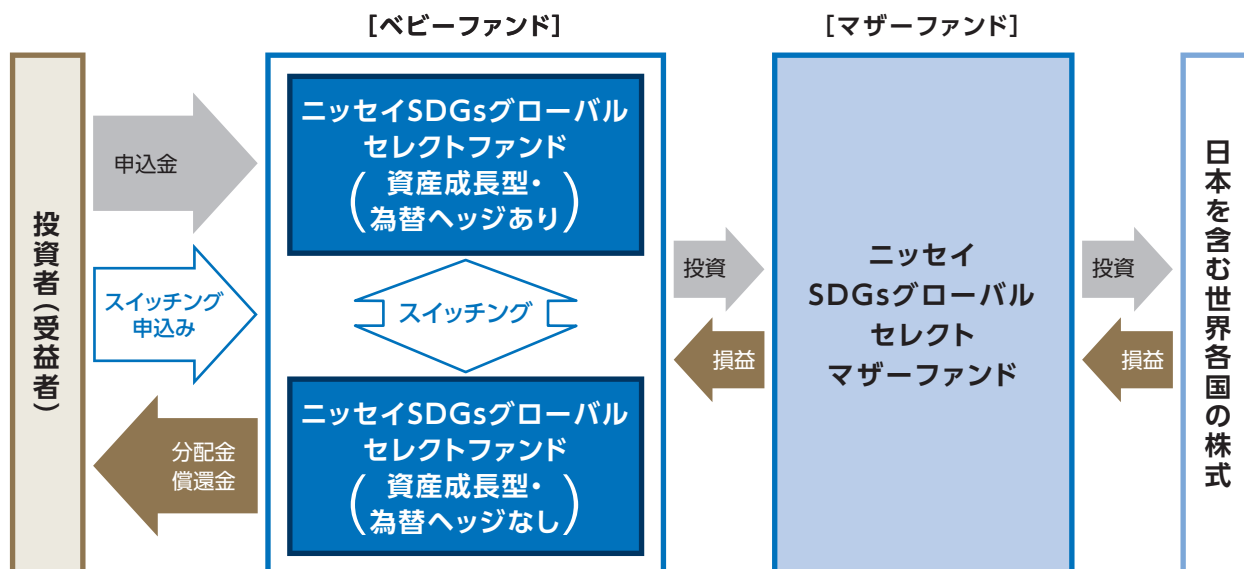 [ベビーファンド]
[マザーファンド]
投資者(受益者)
申込金
スイッチング
申込み
分配金
償還金
ニッセイSDGsグローバル
セレクトファンド
(資産成長型・
為替ヘッジあり)
スイッチング
ニッセイSDGsグローバル
セレクトファンド
(資産成長型・
為替ヘッジなし)
投資
損益
ニッセイ
SDGsグローバル
セレクト
マザーファンド
投資
損益
日本を含む世界各国の株式